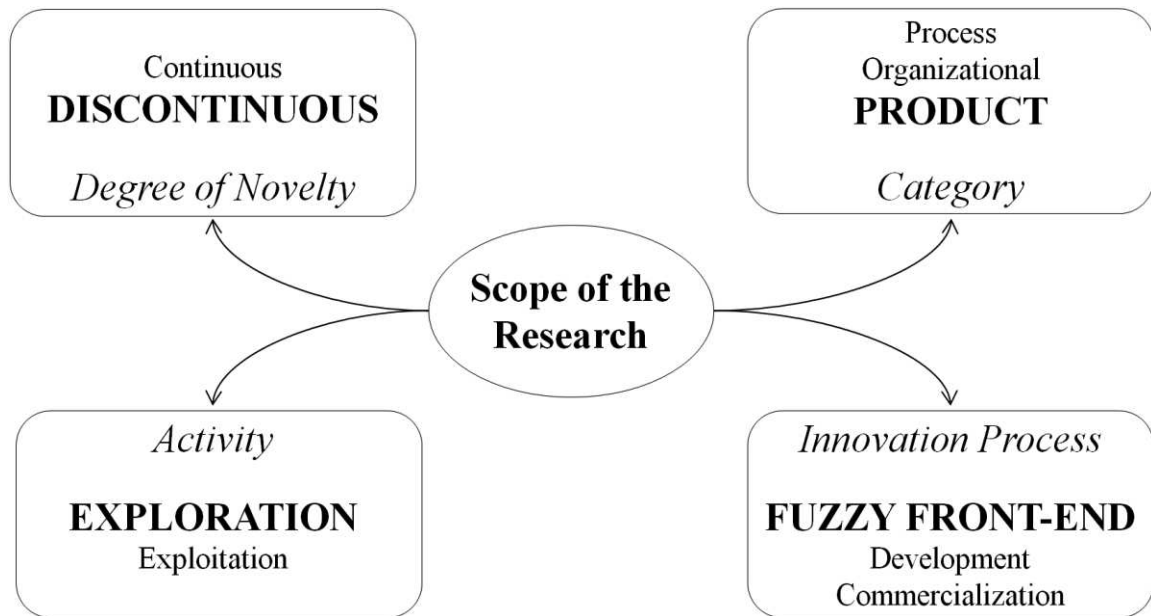 Continuous
DISCONTINUOUS
Degree of Novelty
Process
Organizational
PRODUCT
Category
Scope of the
Research
Activity
EXPLORATION
Exploitation
Innovation Process
FUZZY FRONT-END
Development
Commercialization